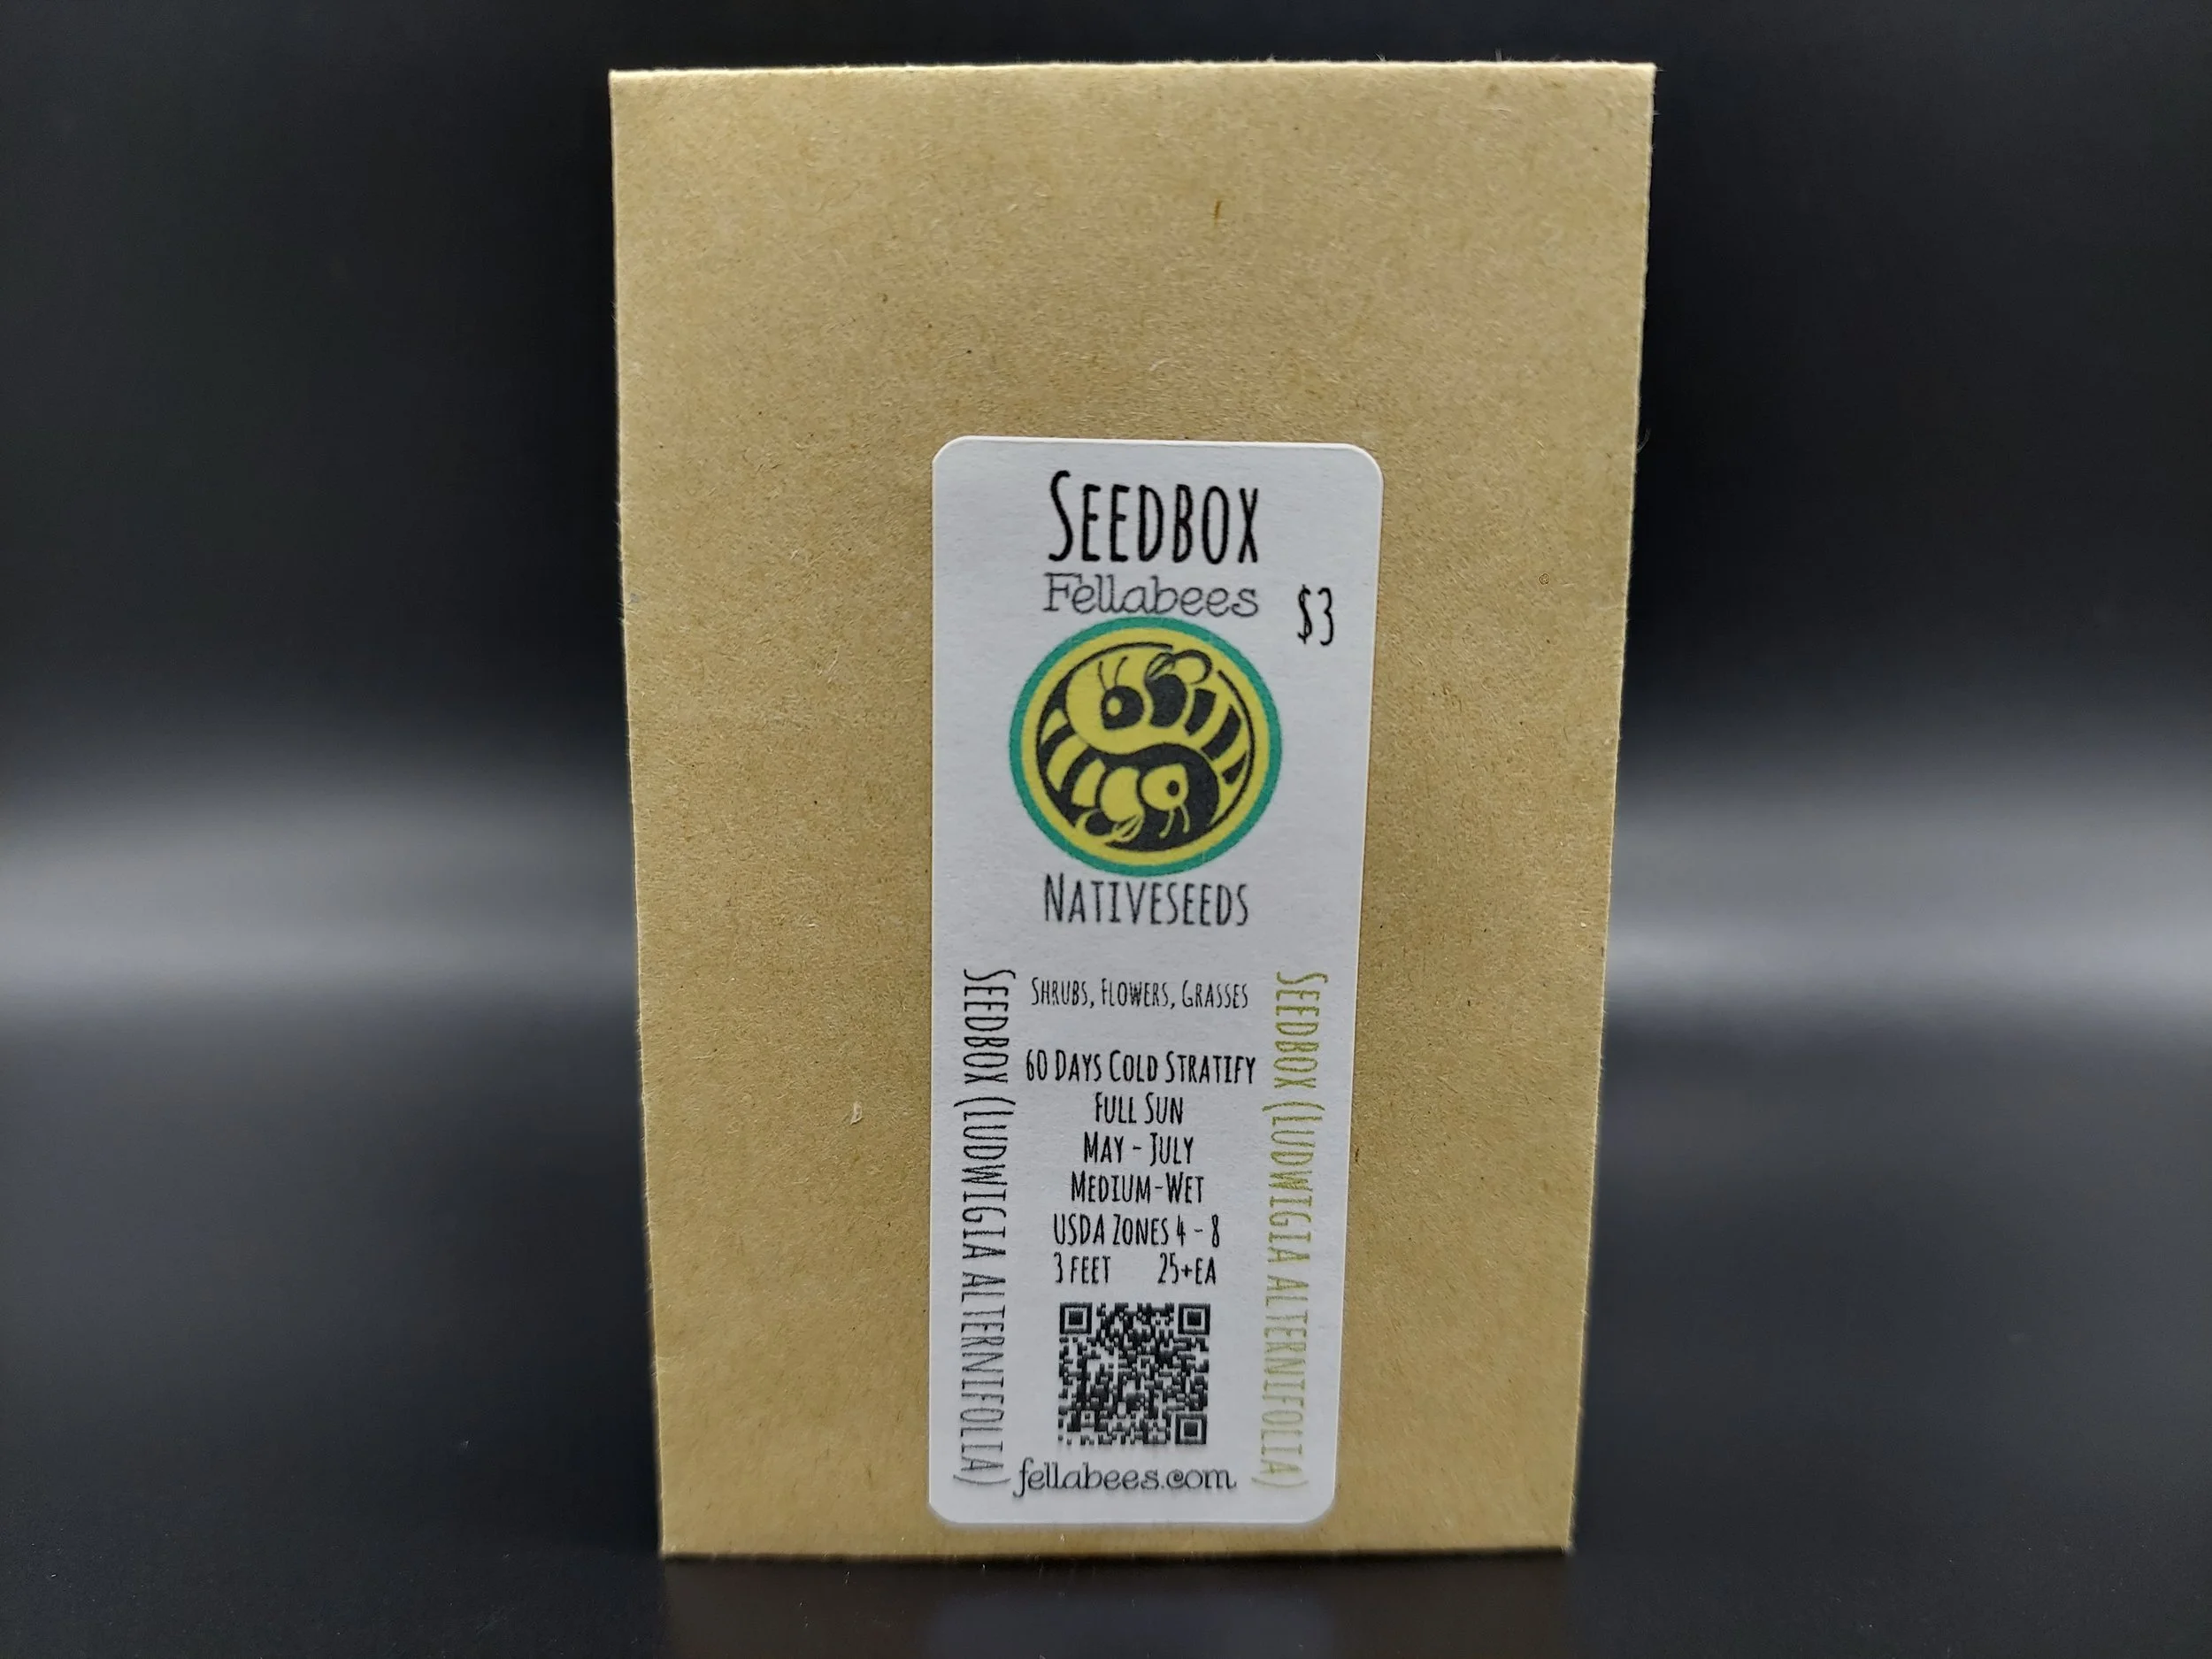 SEEDBOX
Fellabees
$3
NATIVESEEDS
SHRUBS, FLOWERS, GRASSES
SEEDBOX (LUDWIGIA ALTERNIFOLIA)
60 DAYS COLD STRATIFY
FULL SUN
MAY - JULY
MEDIUM-WET
USDA ZONES 4 - 8
3 FEET 25+EA
SEEDBOX (LUDWIGIA ALTERNIFOLIA)
fellabees.com